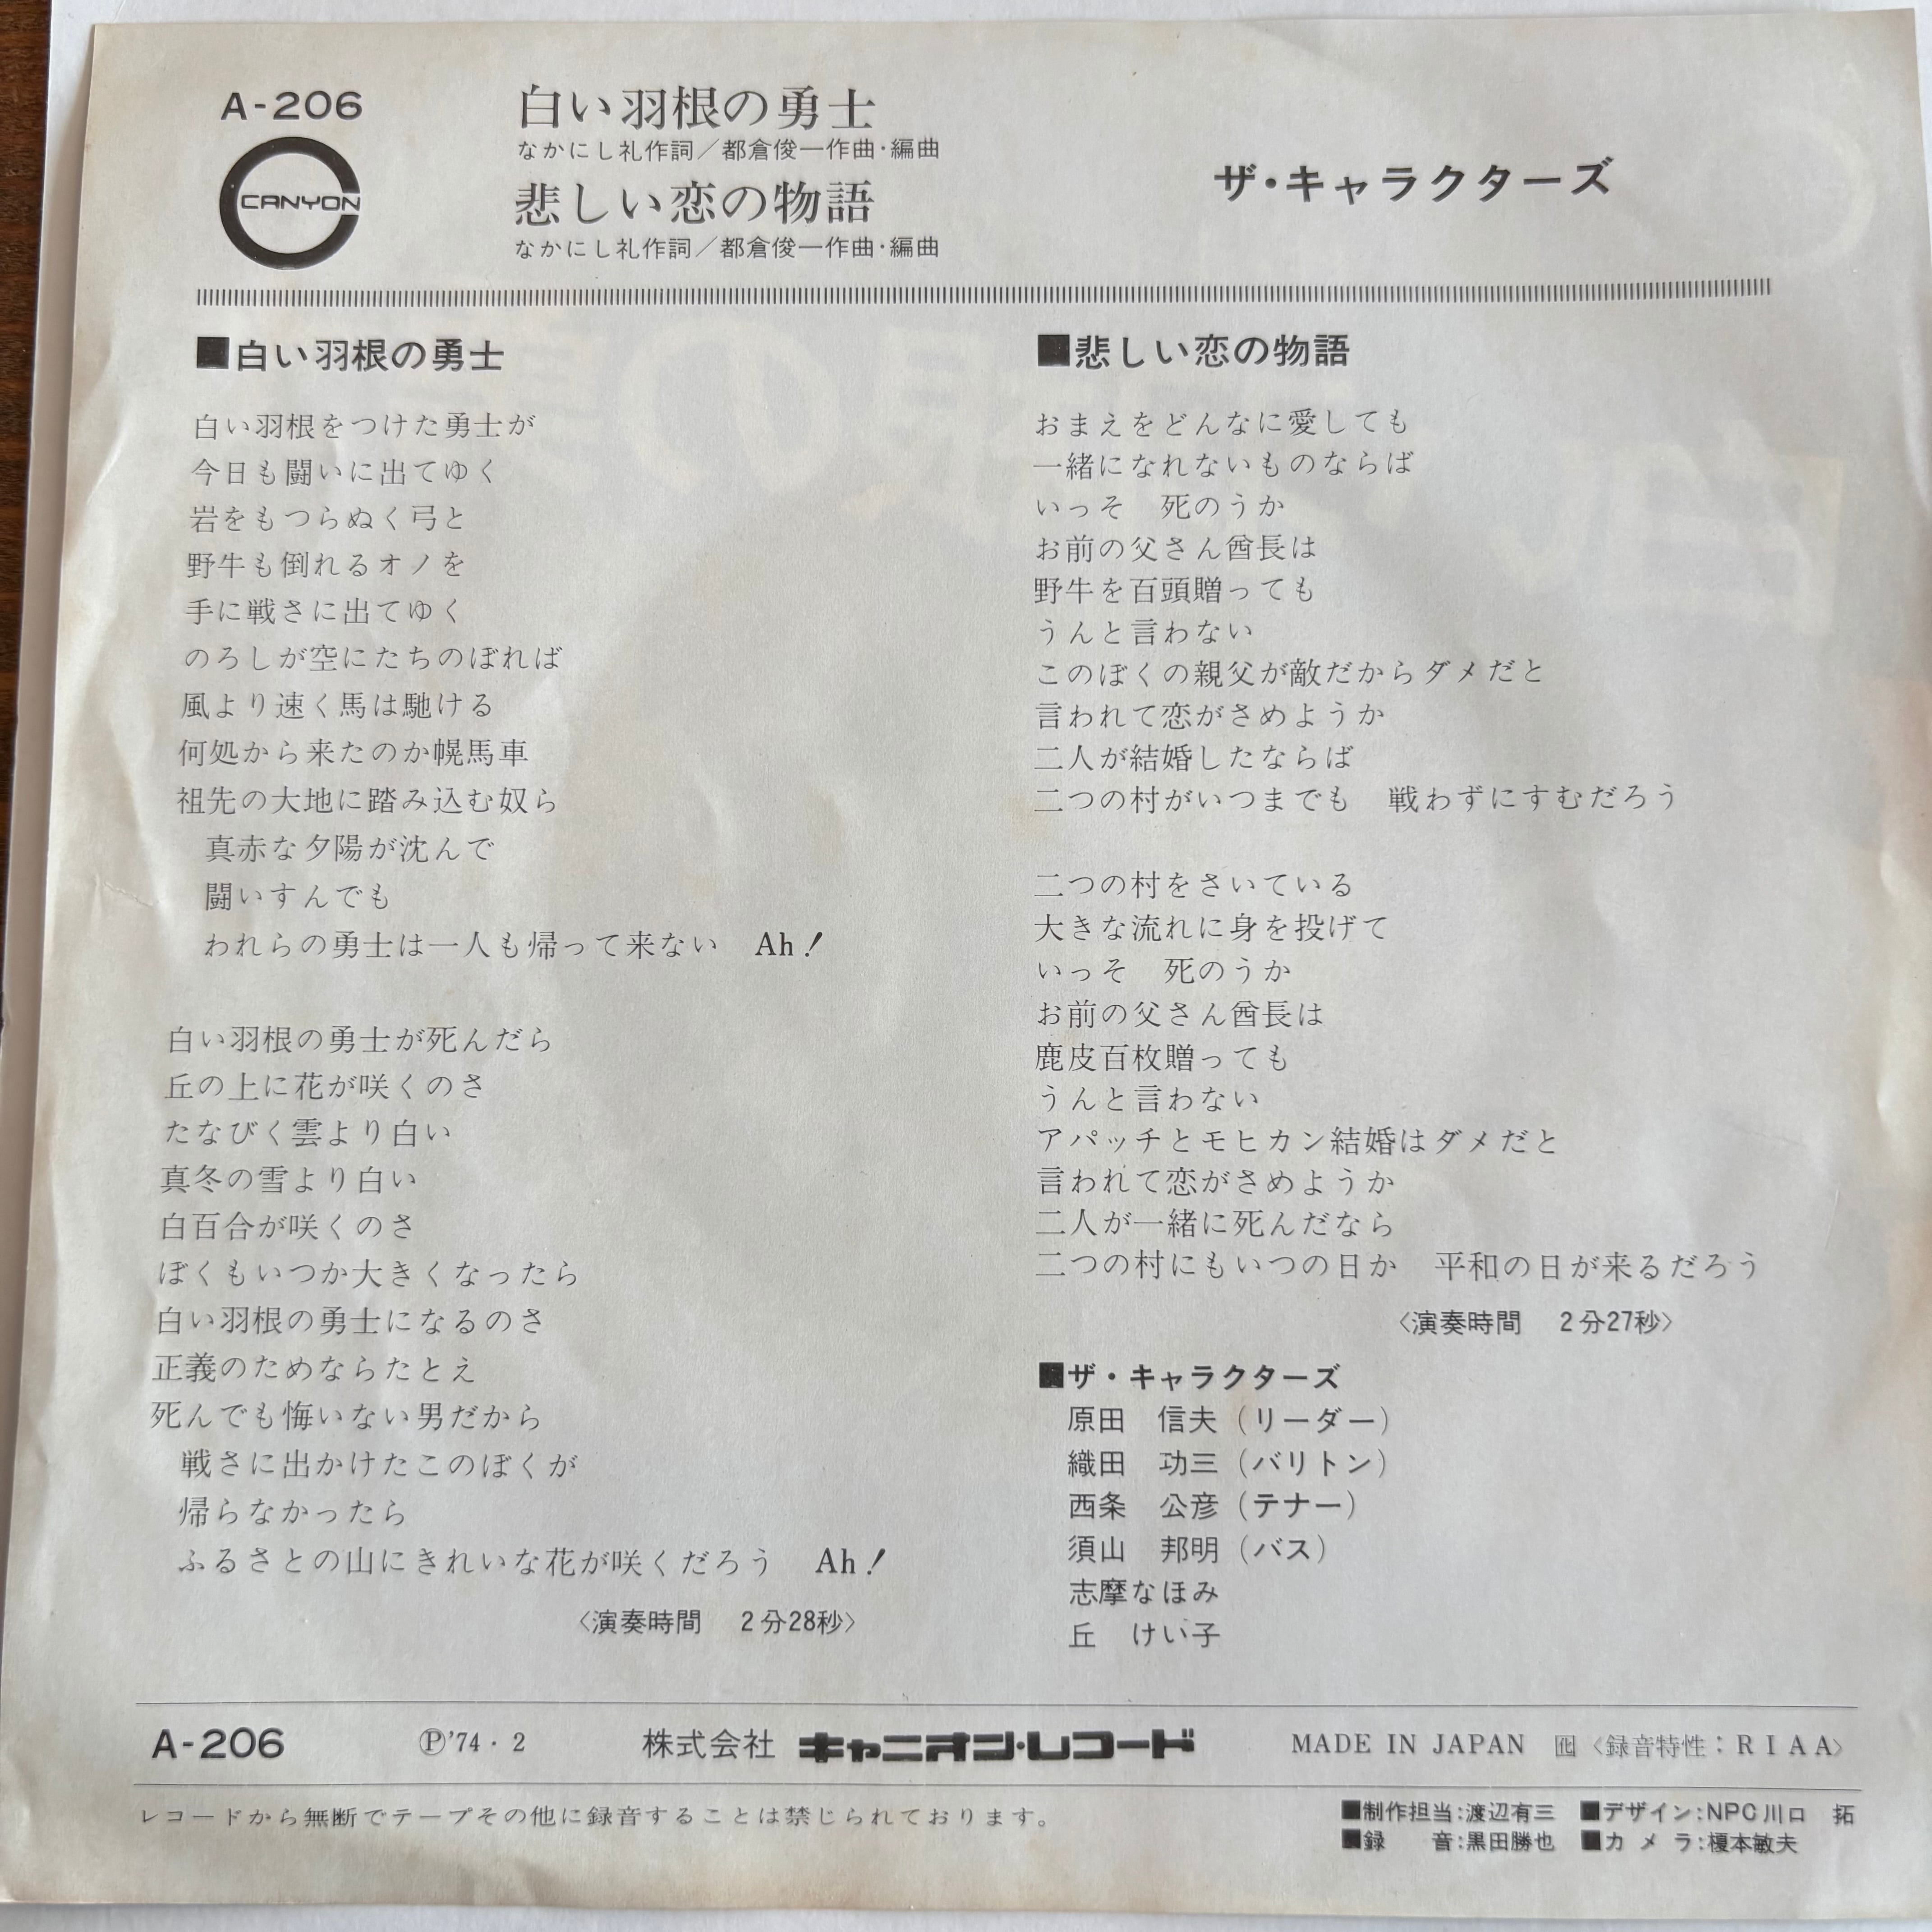 A-206
CANYON
白い羽根の勇士
なかにし礼作詞／都倉俊一作曲・編曲
悲しい恋の物語
なかにし礼作詞／都倉俊一作曲・編曲
ザ・キャラクターズ
■白い羽根の勇士
白い羽根をつけた勇士が
今日も闘いに出てゆく
岩をもつらぬく弓と
野牛も倒れるオノを
手に戦さに出てゆく
のろしが空にたちのぼれば
風より速く馬は馳ける
何処から来たのか幌馬車
祖先の大地に踏み込む奴ら
真赤な夕陽が沈んで
闘いすんでも
われらの勇士は一人も帰って来ない　Ah！
白い羽根の勇士が死んだら
丘の上に花が咲くのさ
たなびく雲より白い
真冬の雪より白い
白百合が咲くのさ
ぼくもいつか大きくなったら
白い羽根の勇士になるのさ
正義のためならたとえ
死んでも悔いない男だから
戦さに出かけたこのぼくが
帰らなかったら
ふるさとの山にきれいな花が咲くだろう　Ah！
〈演奏時間　2分28秒〉
■悲しい恋の物語
おまえをどんなに愛しても
一緒になれないものならば
いっそ　死のうか
お前の父さん酋長は
野牛を百頭贈っても
うんと言わない
このぼくの親父が敵だからダメだと
言われて恋がさめようか
二人が結婚したならば
二つの村がいつまでも　戦わずにすむだろう
二つの村をさいている
大きな流れに身を投げて
いっそ　死のうか
お前の父さん酋長は
鹿皮百枚贈っても
うんと言わない
アパッチとモヒカン結婚はダメだと
言われて恋がさめようか
二人が一緒に死んだなら
二つの村にもいつの日か　平和の日が来るだろう
〈演奏時間　2分27秒〉
■ザ・キャラクターズ
原田　信夫（リーダー）
織田　功三（バリトン）
西条　公彦（テナー）
須山　邦明（バス）
志摩なほみ
丘　けい子
A-206　Ⓟ'74・2　株式会社 キャニオン・レコード　MADE IN JAPAN　〈録音特性：RIAA〉
レコードから無断でテープその他に録音することは禁じられております。
■制作担当：渡辺有三　■デザイン：NPC川口　拓
■録　音：黒田勝也　■カメラ：榎本敏夫